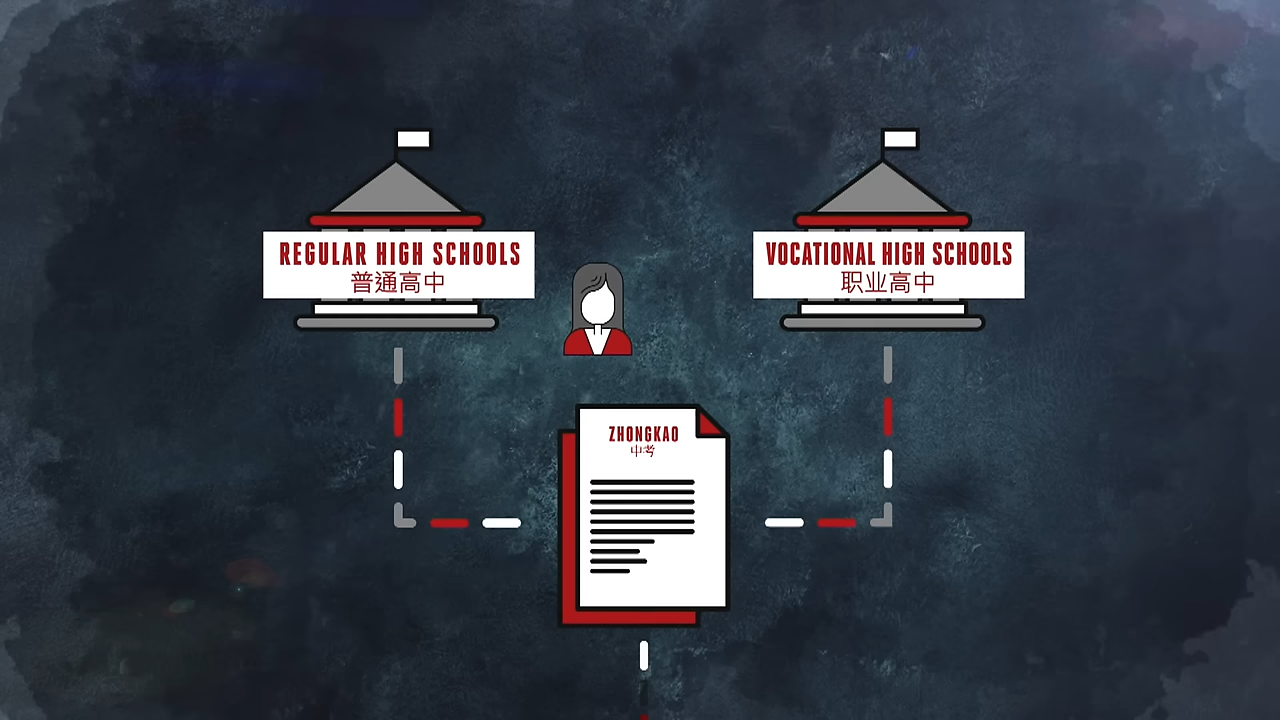 REGULAR HIGH SCHOOLS
普通高中
VOCATIONAL HIGH SCHOOLS
职业高中
ZHONGKAO
中考